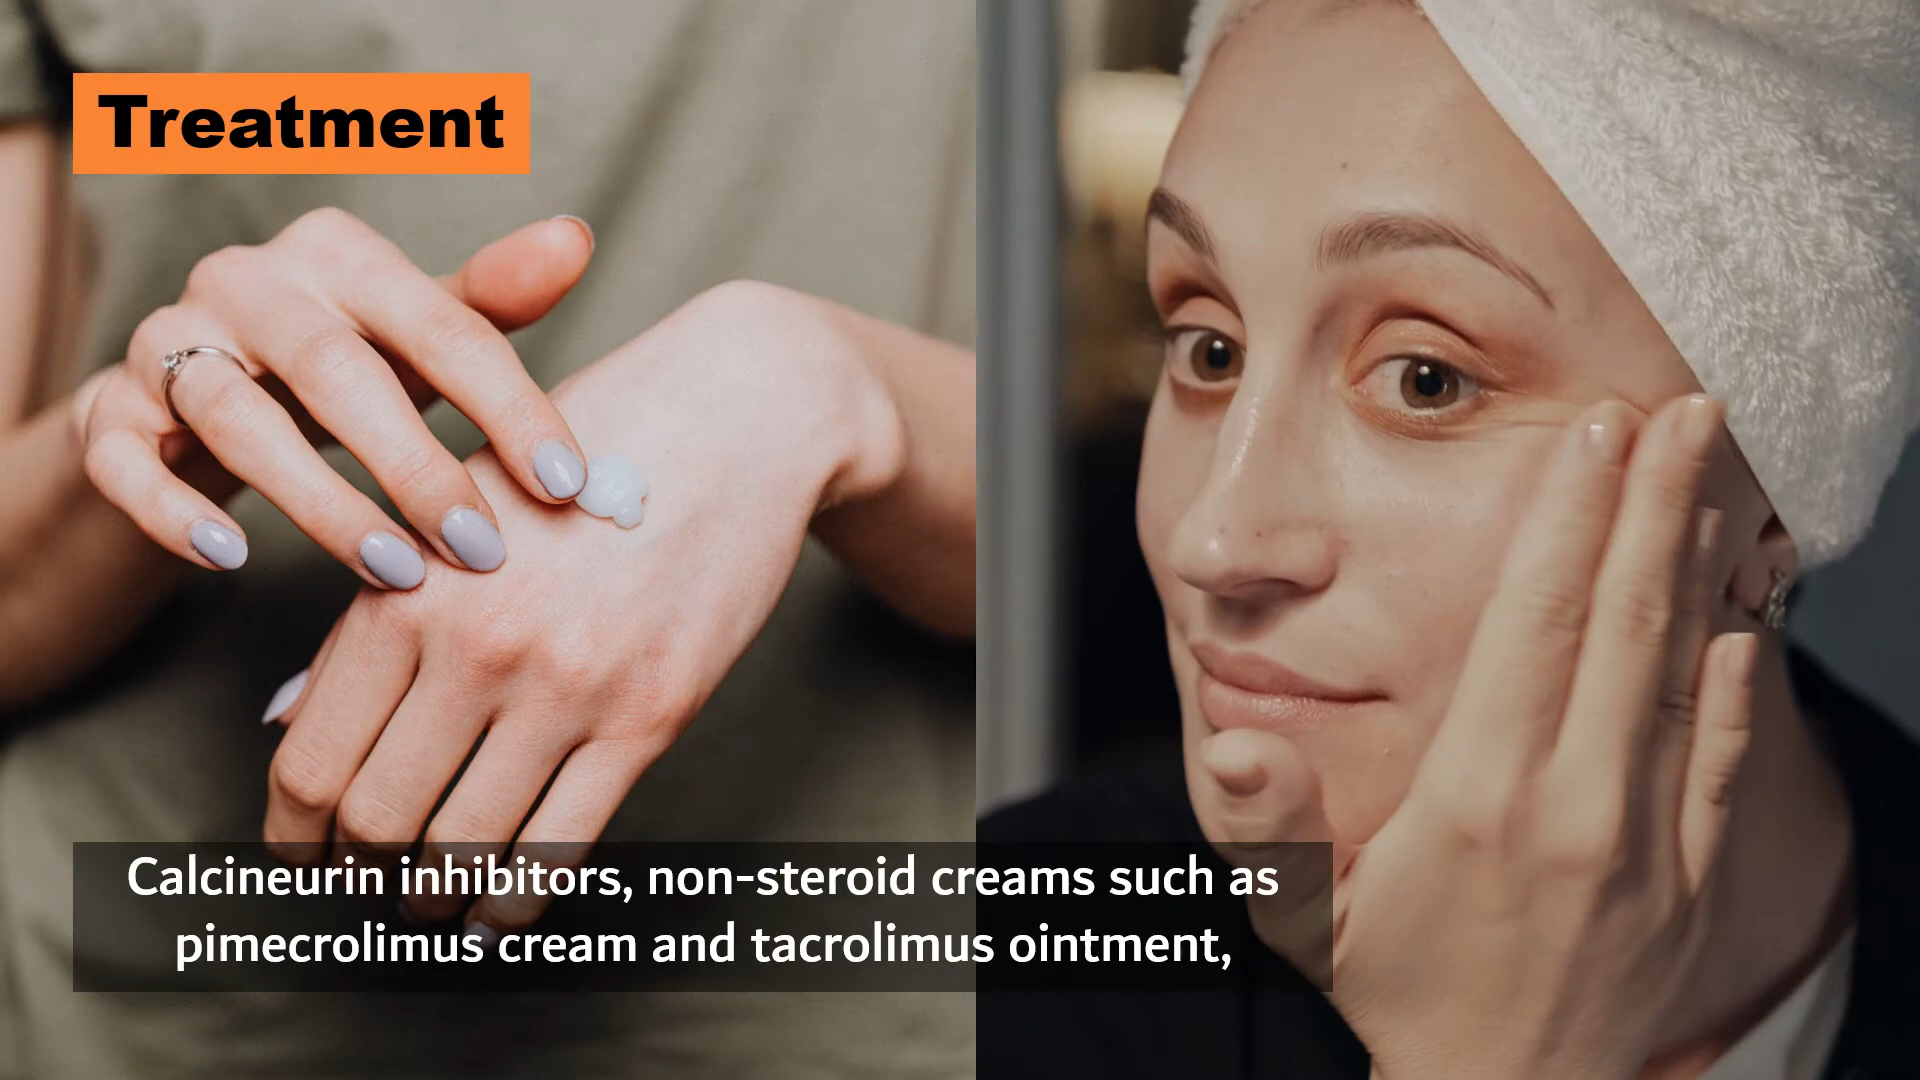 Treatment
Calcineurin inhibitors, non-steroid creams such as
pimecrolimus cream and tacrolimus ointment,